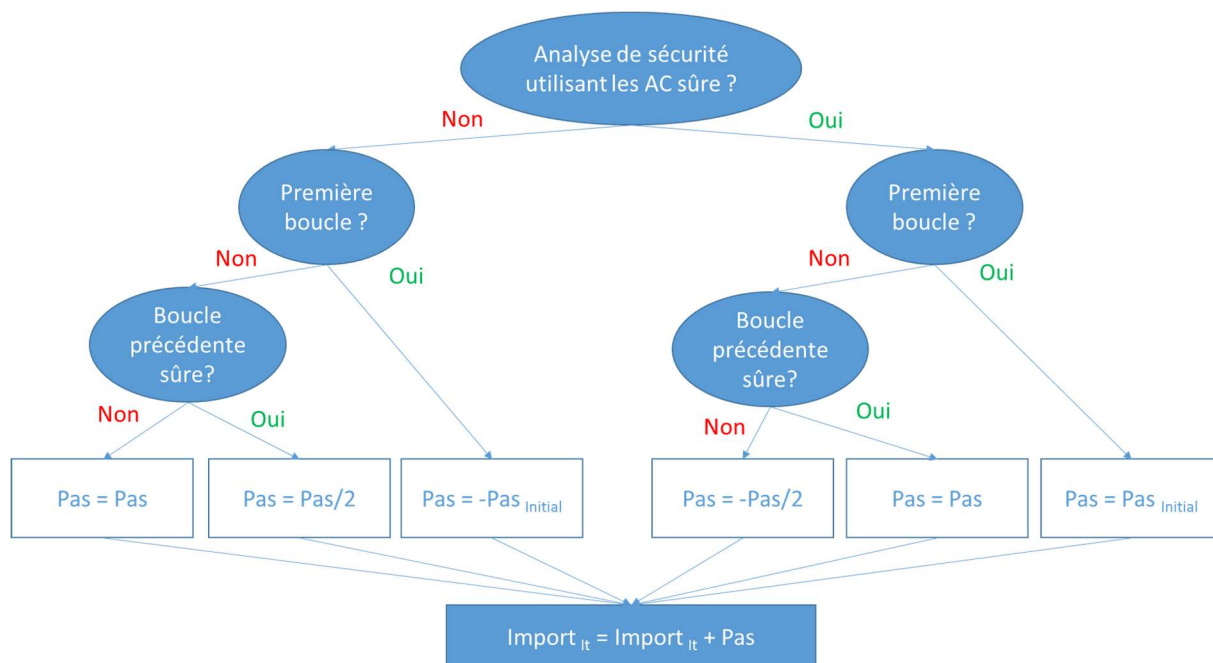 Analyse de sécurité
utilisant les AC sûre ?
Non
Oui
Première
boucle ?
Première
boucle ?
Non
Oui
Non
Oui
Boucle
précédente
sûre?
Boucle
précédente
sûre?
Non
Oui
Non
Oui
Pas = Pas
Pas = Pas/2
Pas = -Pas Initial
Pas = -Pas/2
Pas = Pas
Pas = Pas Initial
Import It = Import It + Pas